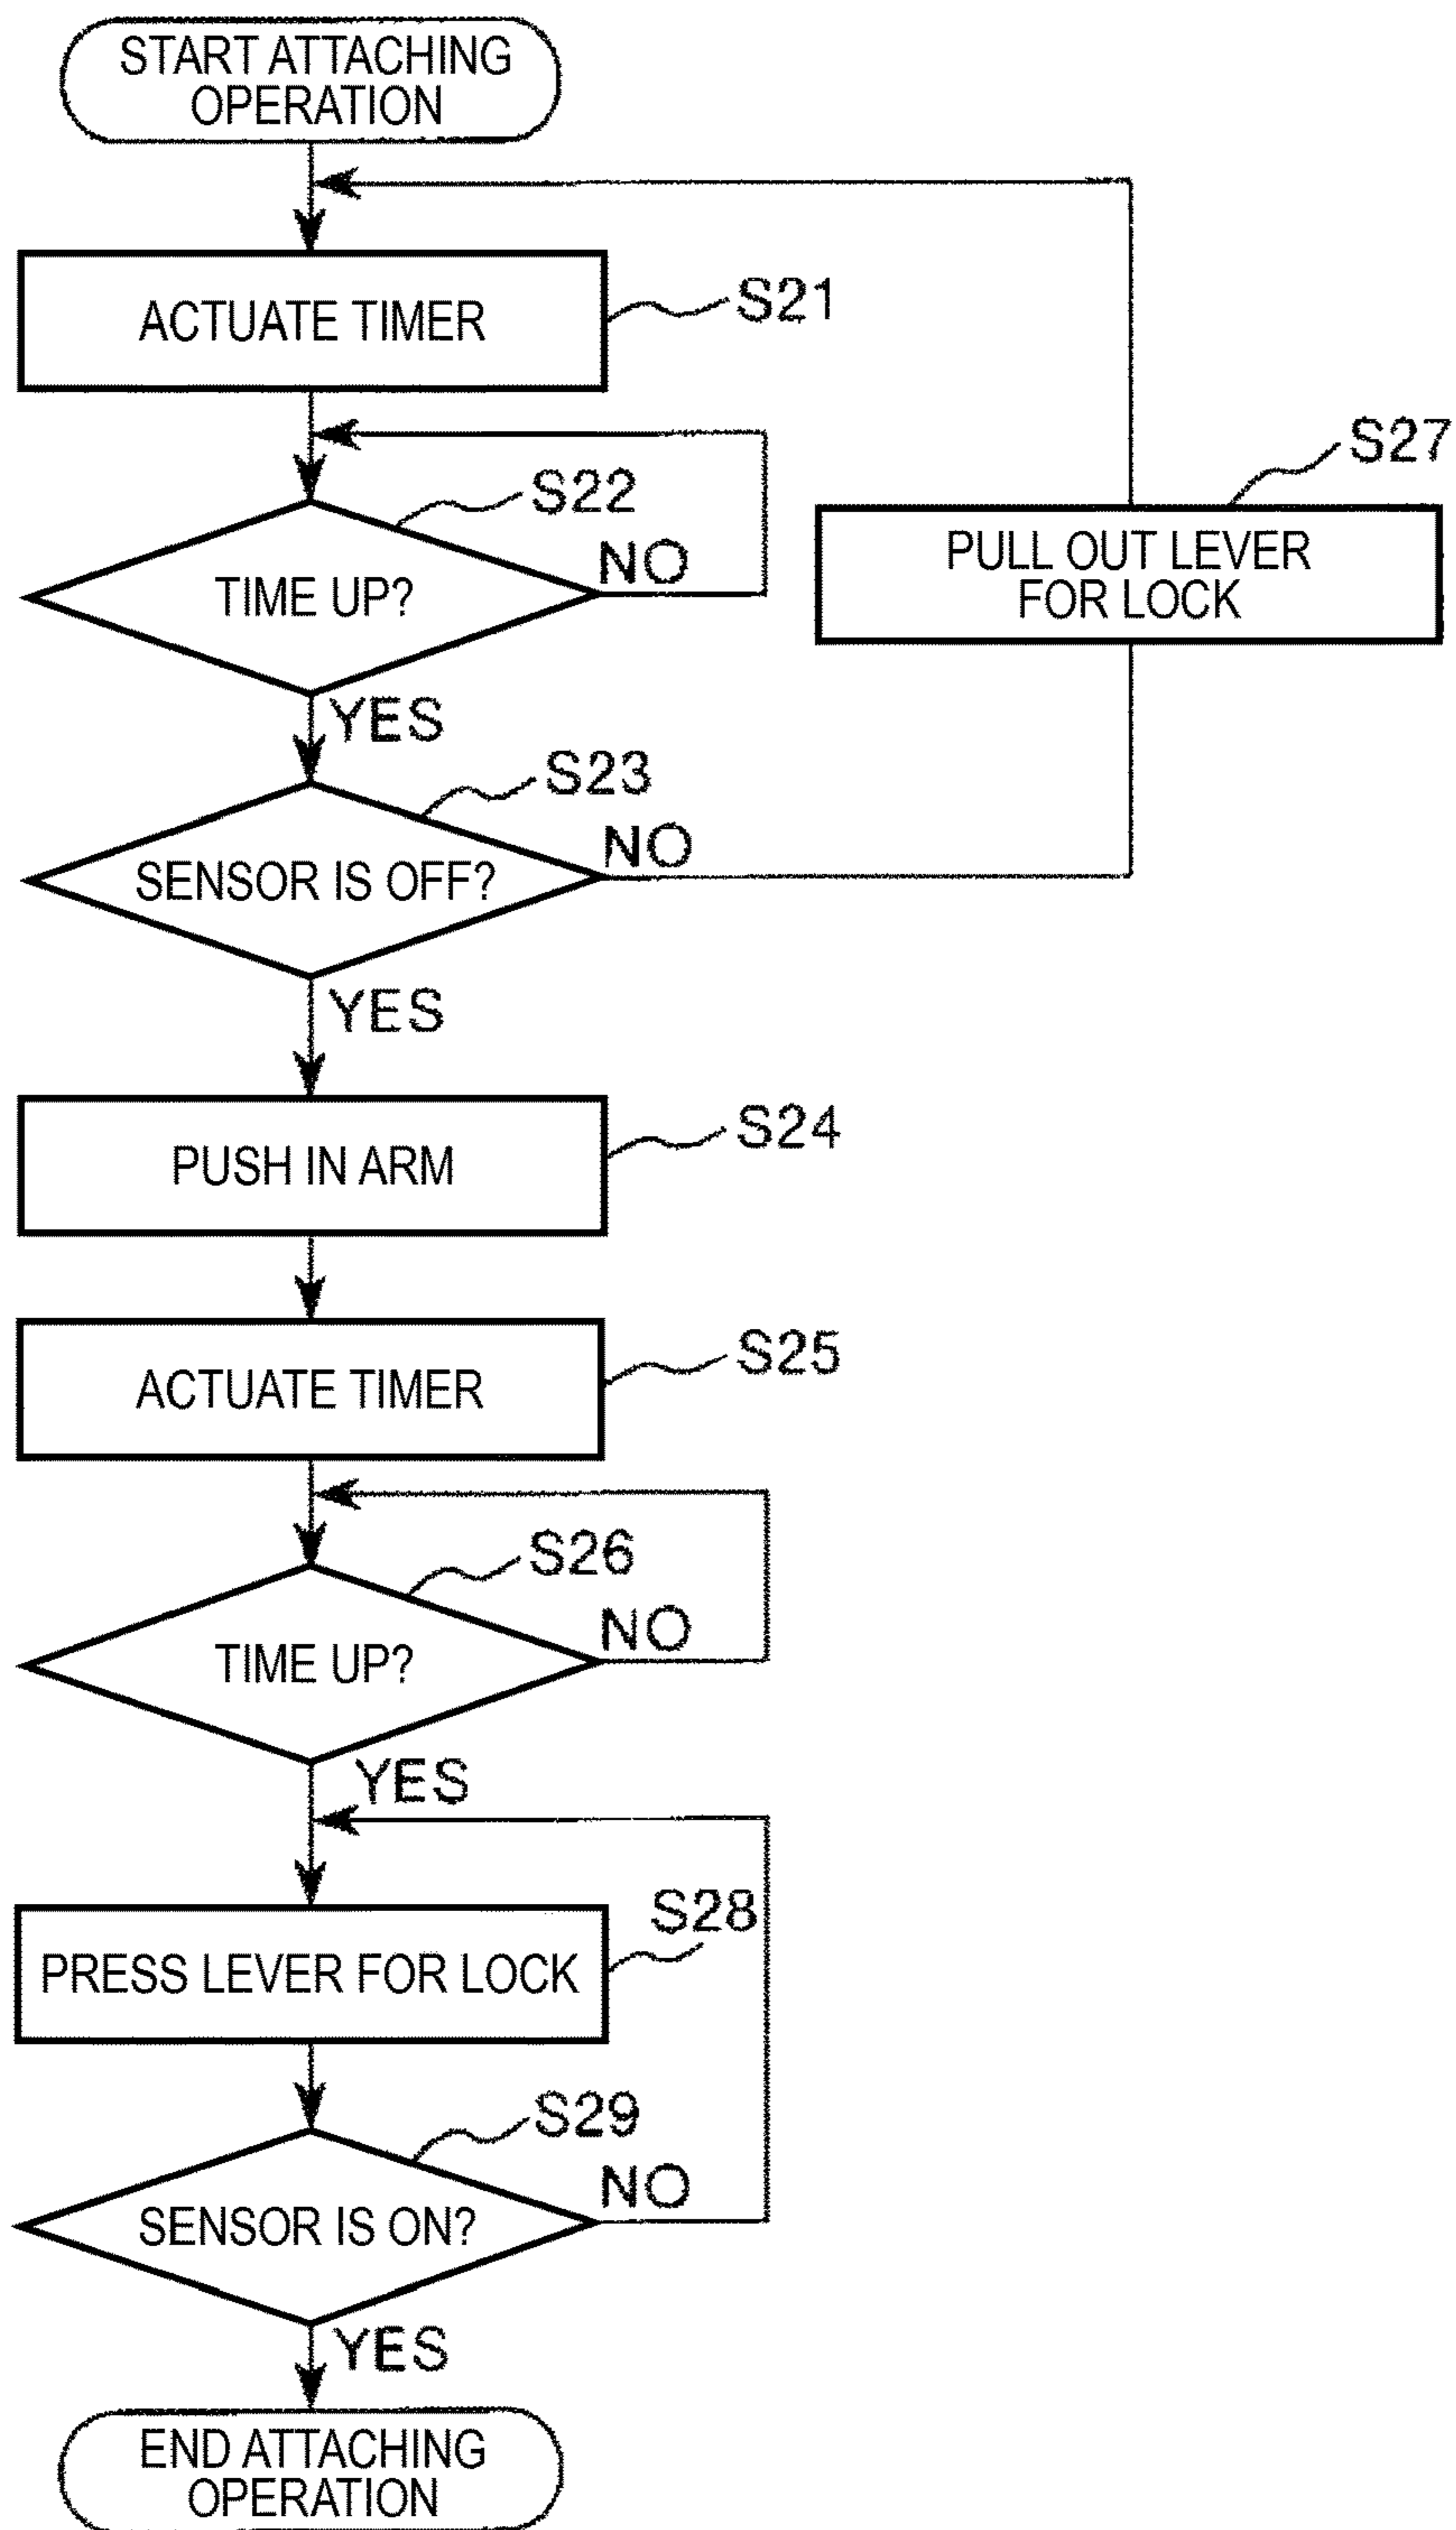 START ATTACHING
OPERATION
ACTUATE TIMER
S21
S22
TIME UP?
NO
YES
S27
PULL OUT LEVER
FOR LOCK
S23
SENSOR IS OFF?
NO
YES
PUSH IN ARM
S24
ACTUATE TIMER
S25
S26
TIME UP?
NO
YES
S28
PRESS LEVER FOR LOCK
S29
SENSOR IS ON?
NO
YES
END ATTACHING
OPERATION